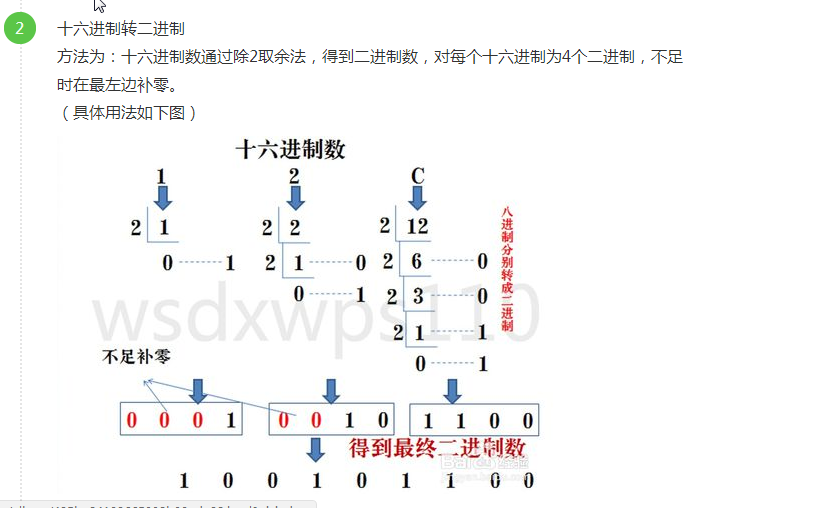 2
十六进制转二进制
方法为：十六进制数通过除2取余法，得到二进制数，对每个十六进制为4个二进制，不足
时在最左边补零。
（具体用法如下图）
十六进制数
1 2 C
2 1 2 2 2 12
0 1 2 1 0 2 6 0
0 1 2 3 0
2 1 1
0 1
八进制分别转成二进制
wsdxwps110
不足补零
0 0 0 1 0 0 1 0 1 1 0 0
得到最终二进制数
1 0 0 1 0 1 1 0 0
Baidu经验